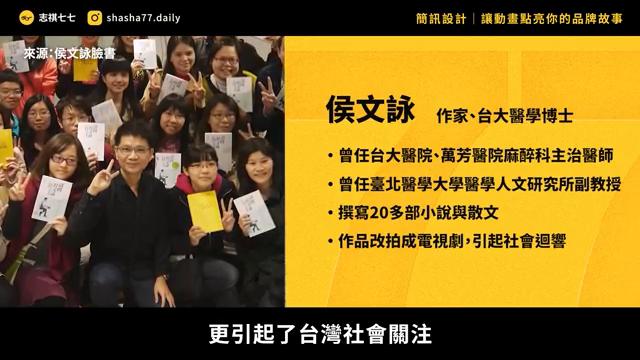 志祺七七
shasha77.daily
簡訊設計｜讓動畫點亮你的品牌故事
來源：侯文詠臉書
侯文詠 作家、台大醫學博士
・曾任台大醫院、萬芳醫院麻醉科主治醫師
・曾任臺北醫學大學醫學人文研究所副教授
・撰寫20多部小說與散文
・作品改拍成電視劇，引起社會迴響
更引起了台灣社會關注